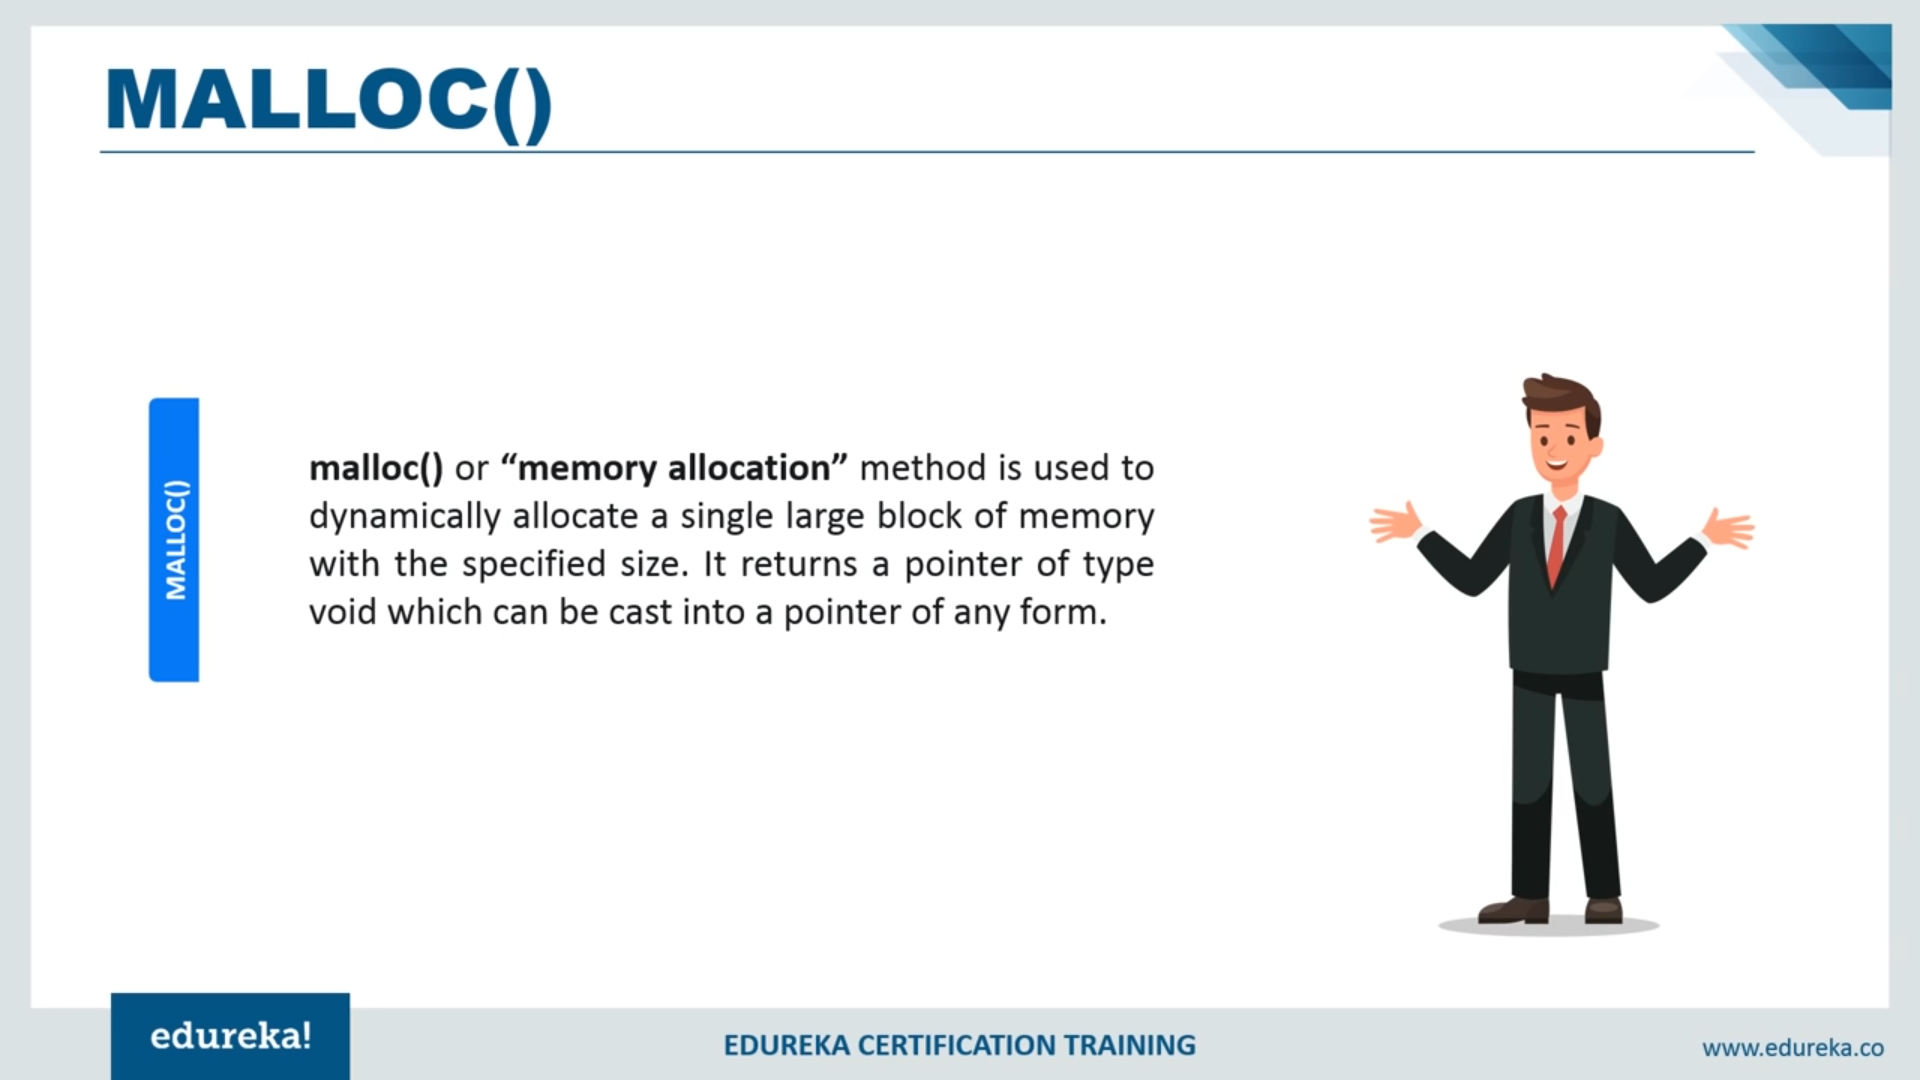 MALLOC()
MALLOC()
malloc() or “memory allocation” method is used to
dynamically allocate a single large block of memory
with the specified size. It returns a pointer of type
void which can be cast into a pointer of any form.
edureka!
EDUREKA CERTIFICATION TRAINING
www.edureka.co